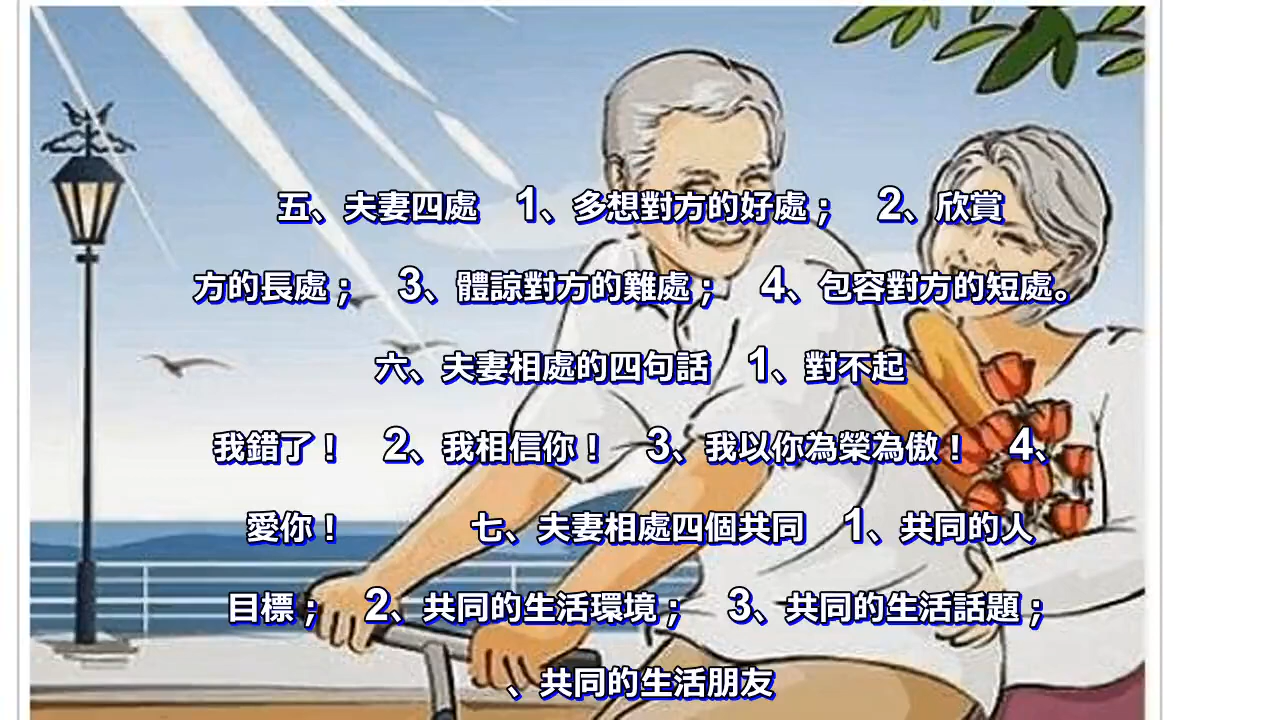 五、夫妻四處 1、多想對方的好處； 2、欣賞
方的長處； 3、體諒對方的難處； 4、包容對方的短處。
六、夫妻相處的四句話 1、對不起
我錯了！ 2、我相信你！ 3、我以你為榮為傲！ 4、
愛你！ 七、夫妻相處四個共同 1、共同的人
目標； 2、共同的生活環境； 3、共同的生活話題；
、共同的生活朋友